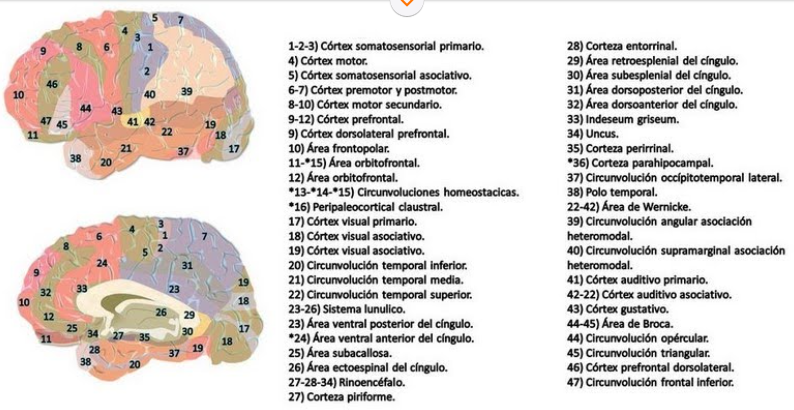 5
7
4
3
9
8
6
1
2
46
40
39
10
44
43
47
45
41
42
19
22
18
11
21
17
37
38
20
3
4
1
6
7
8
5
2
24
31
9
19
32
33
23
10
18
26
12
29
25
34
27
35
30
17
11
18
28
37
19
38
20
1-2-3) Córtex somatosensorial primario.
4) Córtex motor.
5) Córtex somatosensorial asociativo.
6-7) Córtex premotor y postmotor.
8-10) Córtex motor secundario.
9-12) Córtex prefrontal.
9) Córtex dorsolateral prefrontal.
10) Área frontopolar.
11-*15) Área orbitofrontal.
12) Área orbitofrontal.
*13-*14-*15) Circunvoluciones homeostacicas.
*16) Peripaleocortical claustral.
17) Córtex visual primario.
18) Córtex visual asociativo.
19) Córtex visual asociativo.
20) Circunvolución temporal inferior.
21) Circunvolución temporal media.
22) Circunvolución temporal superior.
23-26) Sistema lunulico.
23) Área ventral posterior del cíngulo.
*24) Área ventral anterior del cíngulo.
25) Área subacallosa.
26) Área ectoespinal del cíngulo.
27-28-34) Rinoencéfalo.
27) Corteza piriforme.
28) Corteza entorrinal.
29) Área retroesplenial del cíngulo.
30) Área subesplenial del cíngulo.
31) Área dorsoposterior del cíngulo.
32) Área dorsoanterior del cíngulo.
33) Indeseum griseum.
34) Uncus.
35) Corteza perirrinal.
*36) Corteza parahipocampal.
37) Circunvolución occípitotemporal lateral.
38) Polo temporal.
22-42) Área de Wernicke.
39) Circunvolución angular asociación
heteromodal.
40) Circunvolución supramarginal asociación
heteromodal.
41) Córtex auditivo primario.
42-22) Córtex auditivo asociativo.
43) Córtex gustativo.
44-45) Área de Broca.
44) Circunvolución opércular.
45) Circunvolución triangular.
46) Córtex prefrontal dorsolateral.
47) Circunvolución frontal inferior.